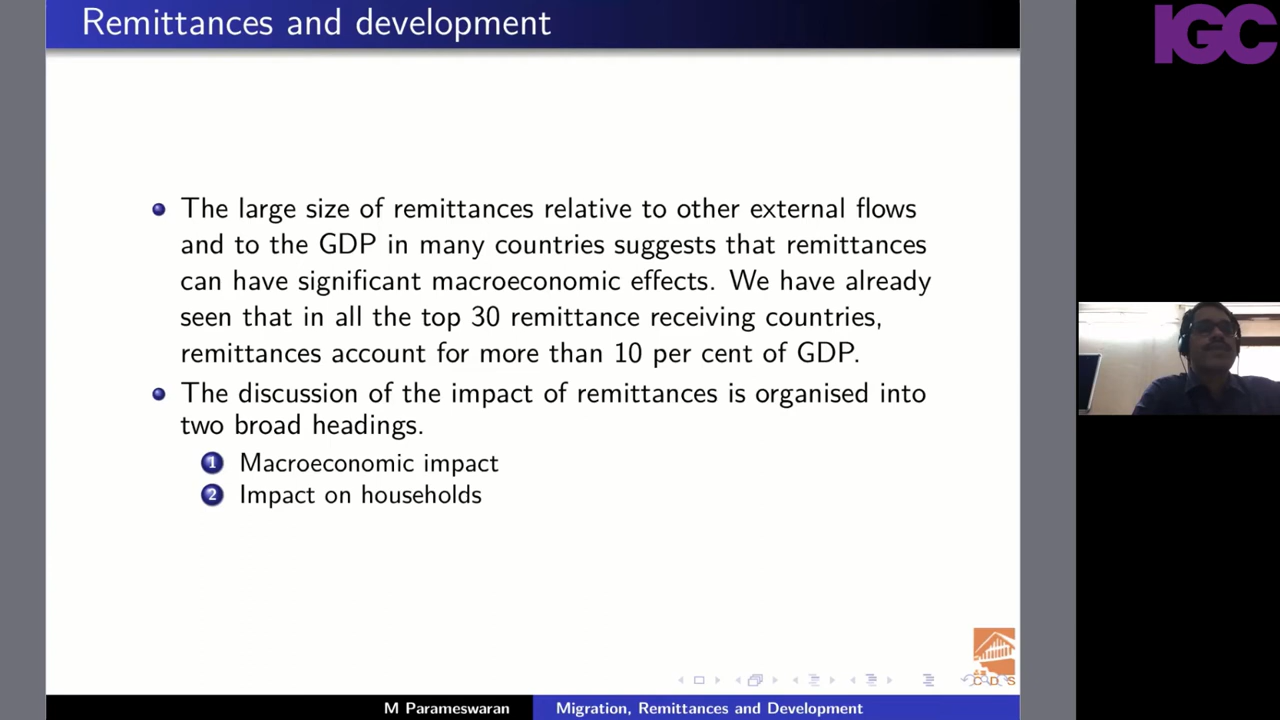 Remittances and development
IGC
The large size of remittances relative to other external flows
and to the GDP in many countries suggests that remittances
can have significant macroeconomic effects. We have already
seen that in all the top 30 remittance receiving countries,
remittances account for more than 10 per cent of GDP.
The discussion of the impact of remittances is organised into
two broad headings.
1 Macroeconomic impact
2 Impact on households
CDS
M Parameswaran
Migration, Remittances and Development